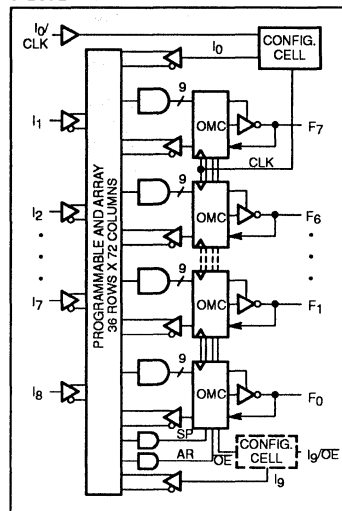 I0/
CLK
I0
CONFIG.
CELL
9
I1
OMC
F7
CLK
9
I2
OMC
F6
PROGRAMMABLE AND ARRAY
36 ROWS X 72 COLUMNS
9
I7
OMC
F1
9
I8
OMC
F0
SP
AR
OE
CONFIG.
CELL
I9/OE
I9